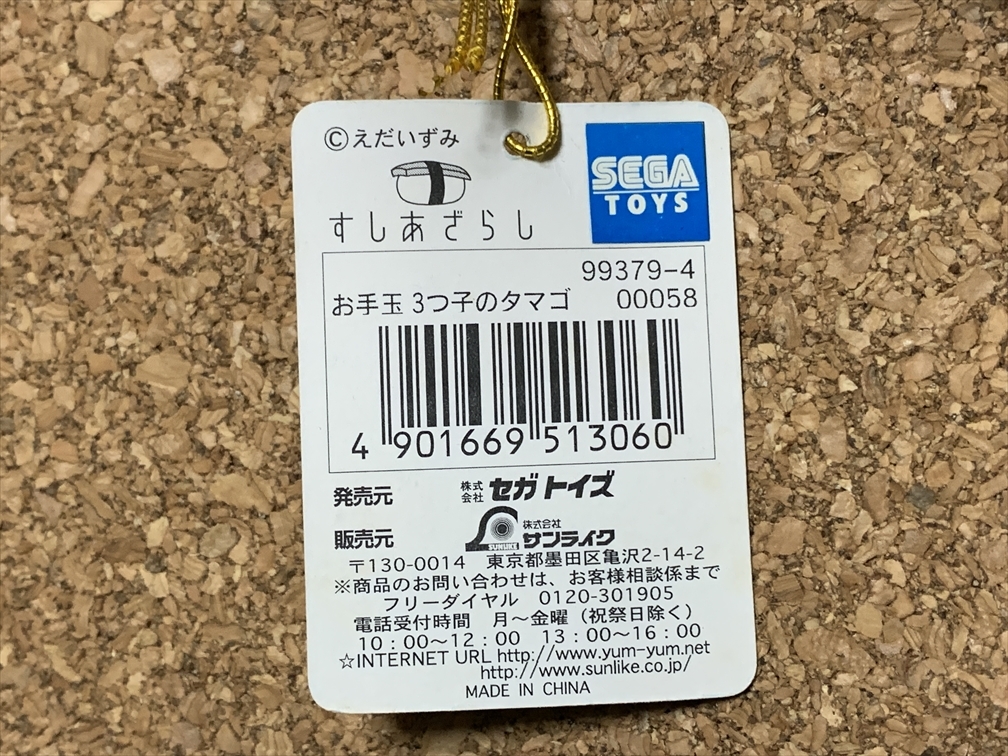 ©えだいずみ
SEGA
TOYS
すしあざらし
99379-4
お手玉 3つ子のタマゴ 00058
4 901669 513060
発売元 株式会社 セガ トイズ
販売元 SUNLIKE 株式会社 サンライク
〒130-0014 東京都墨田区亀沢2-14-2
※商品のお問い合わせは、お客様相談係まで
フリーダイヤル 0120-301905
電話受付時間 月～金曜（祝祭日除く）
10：00～12：00 13：00～16：00
☆INTERNET URL http://www.yum-yum.net
http://www.sunlike.co.jp/
MADE IN CHINA